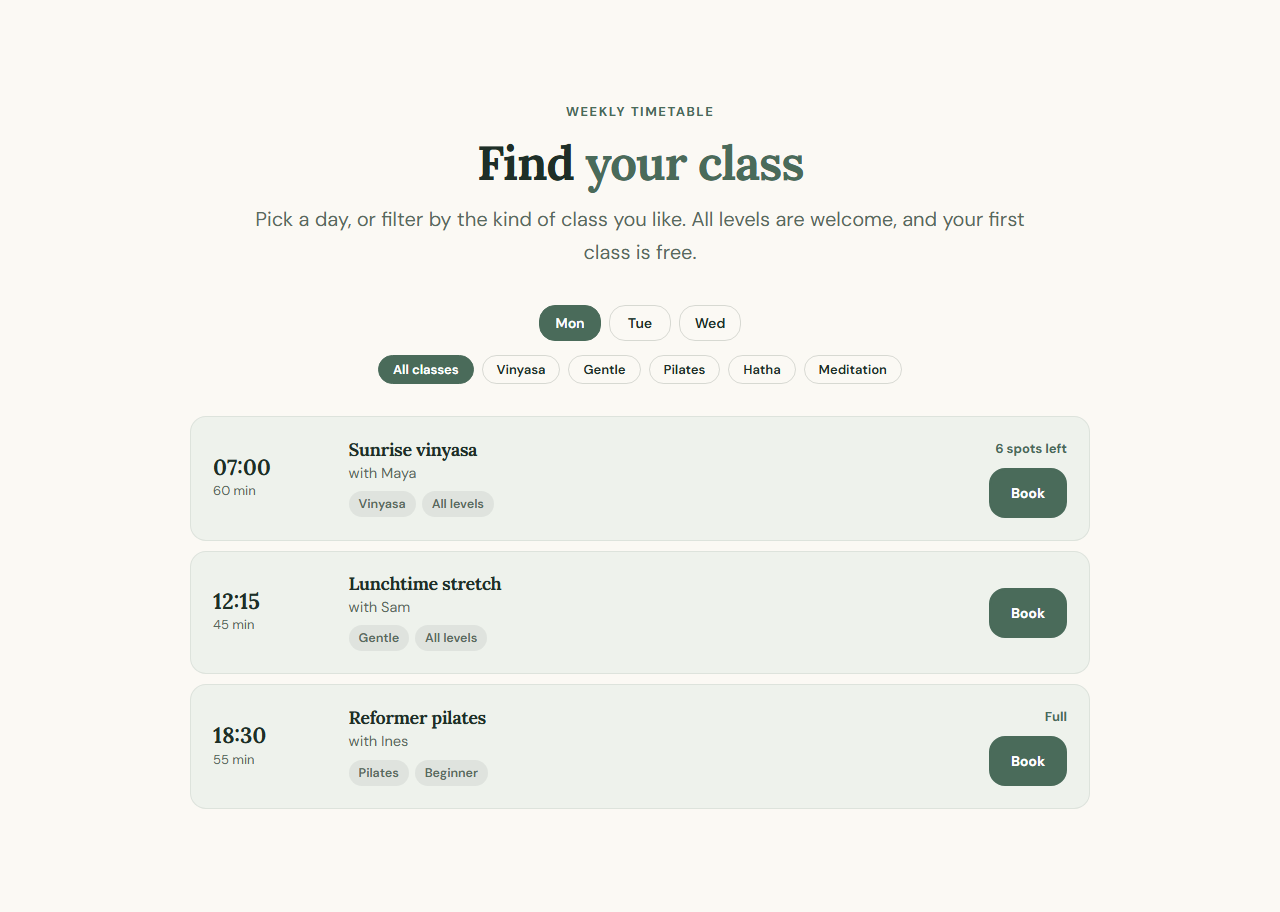 WEEKLY TIMETABLE
Find your class
Pick a day, or filter by the kind of class you like. All levels are welcome, and your first
class is free.
Mon Tue Wed
All classes Vinyasa Gentle Pilates Hatha Meditation
07:00
60 min
Sunrise vinyasa
with Maya
Vinyasa All levels
6 spots left
Book
12:15
45 min
Lunchtime stretch
with Sam
Gentle All levels
Book
18:30
55 min
Reformer pilates
with Ines
Pilates Beginner
Full
Book